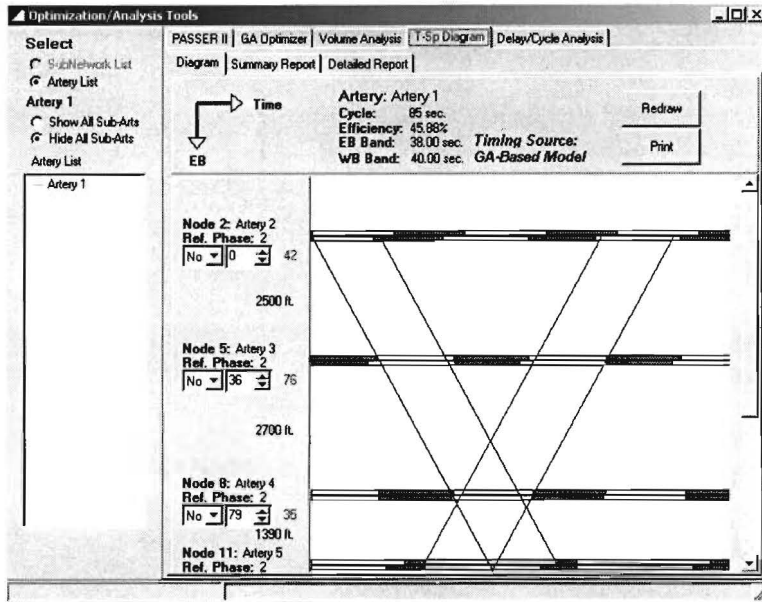 Optimization/Analysis Tools
Select
SubNetwork List
Artery List
Artery 1
Show All Sub-Arts
Hide All Sub-Arts
Artery List
Artery 1
PASSER II GA Optimizer Volume Analysis T-Sp Diagram Delay/Cycle Analysis
Diagram Summary Report Detailed Report
Time
EB
Artery: Artery 1
Cycle: 85 sec.
Efficiency: 45.88%
EB Band: 38.00 sec.
WB Band: 40.00 sec.
Timing Source:
GA-Based Model
Redraw
Print
Node 2: Artery 2
Ref. Phase: 2
No 0 42
2500 ft.
Node 5: Artery 3
Ref. Phase: 2
No 36 76
2700 ft.
Node 8: Artery 4
Ref. Phase: 2
No 79 35
1390 ft.
Node 11: Artery 5
Ref. Phase: 2